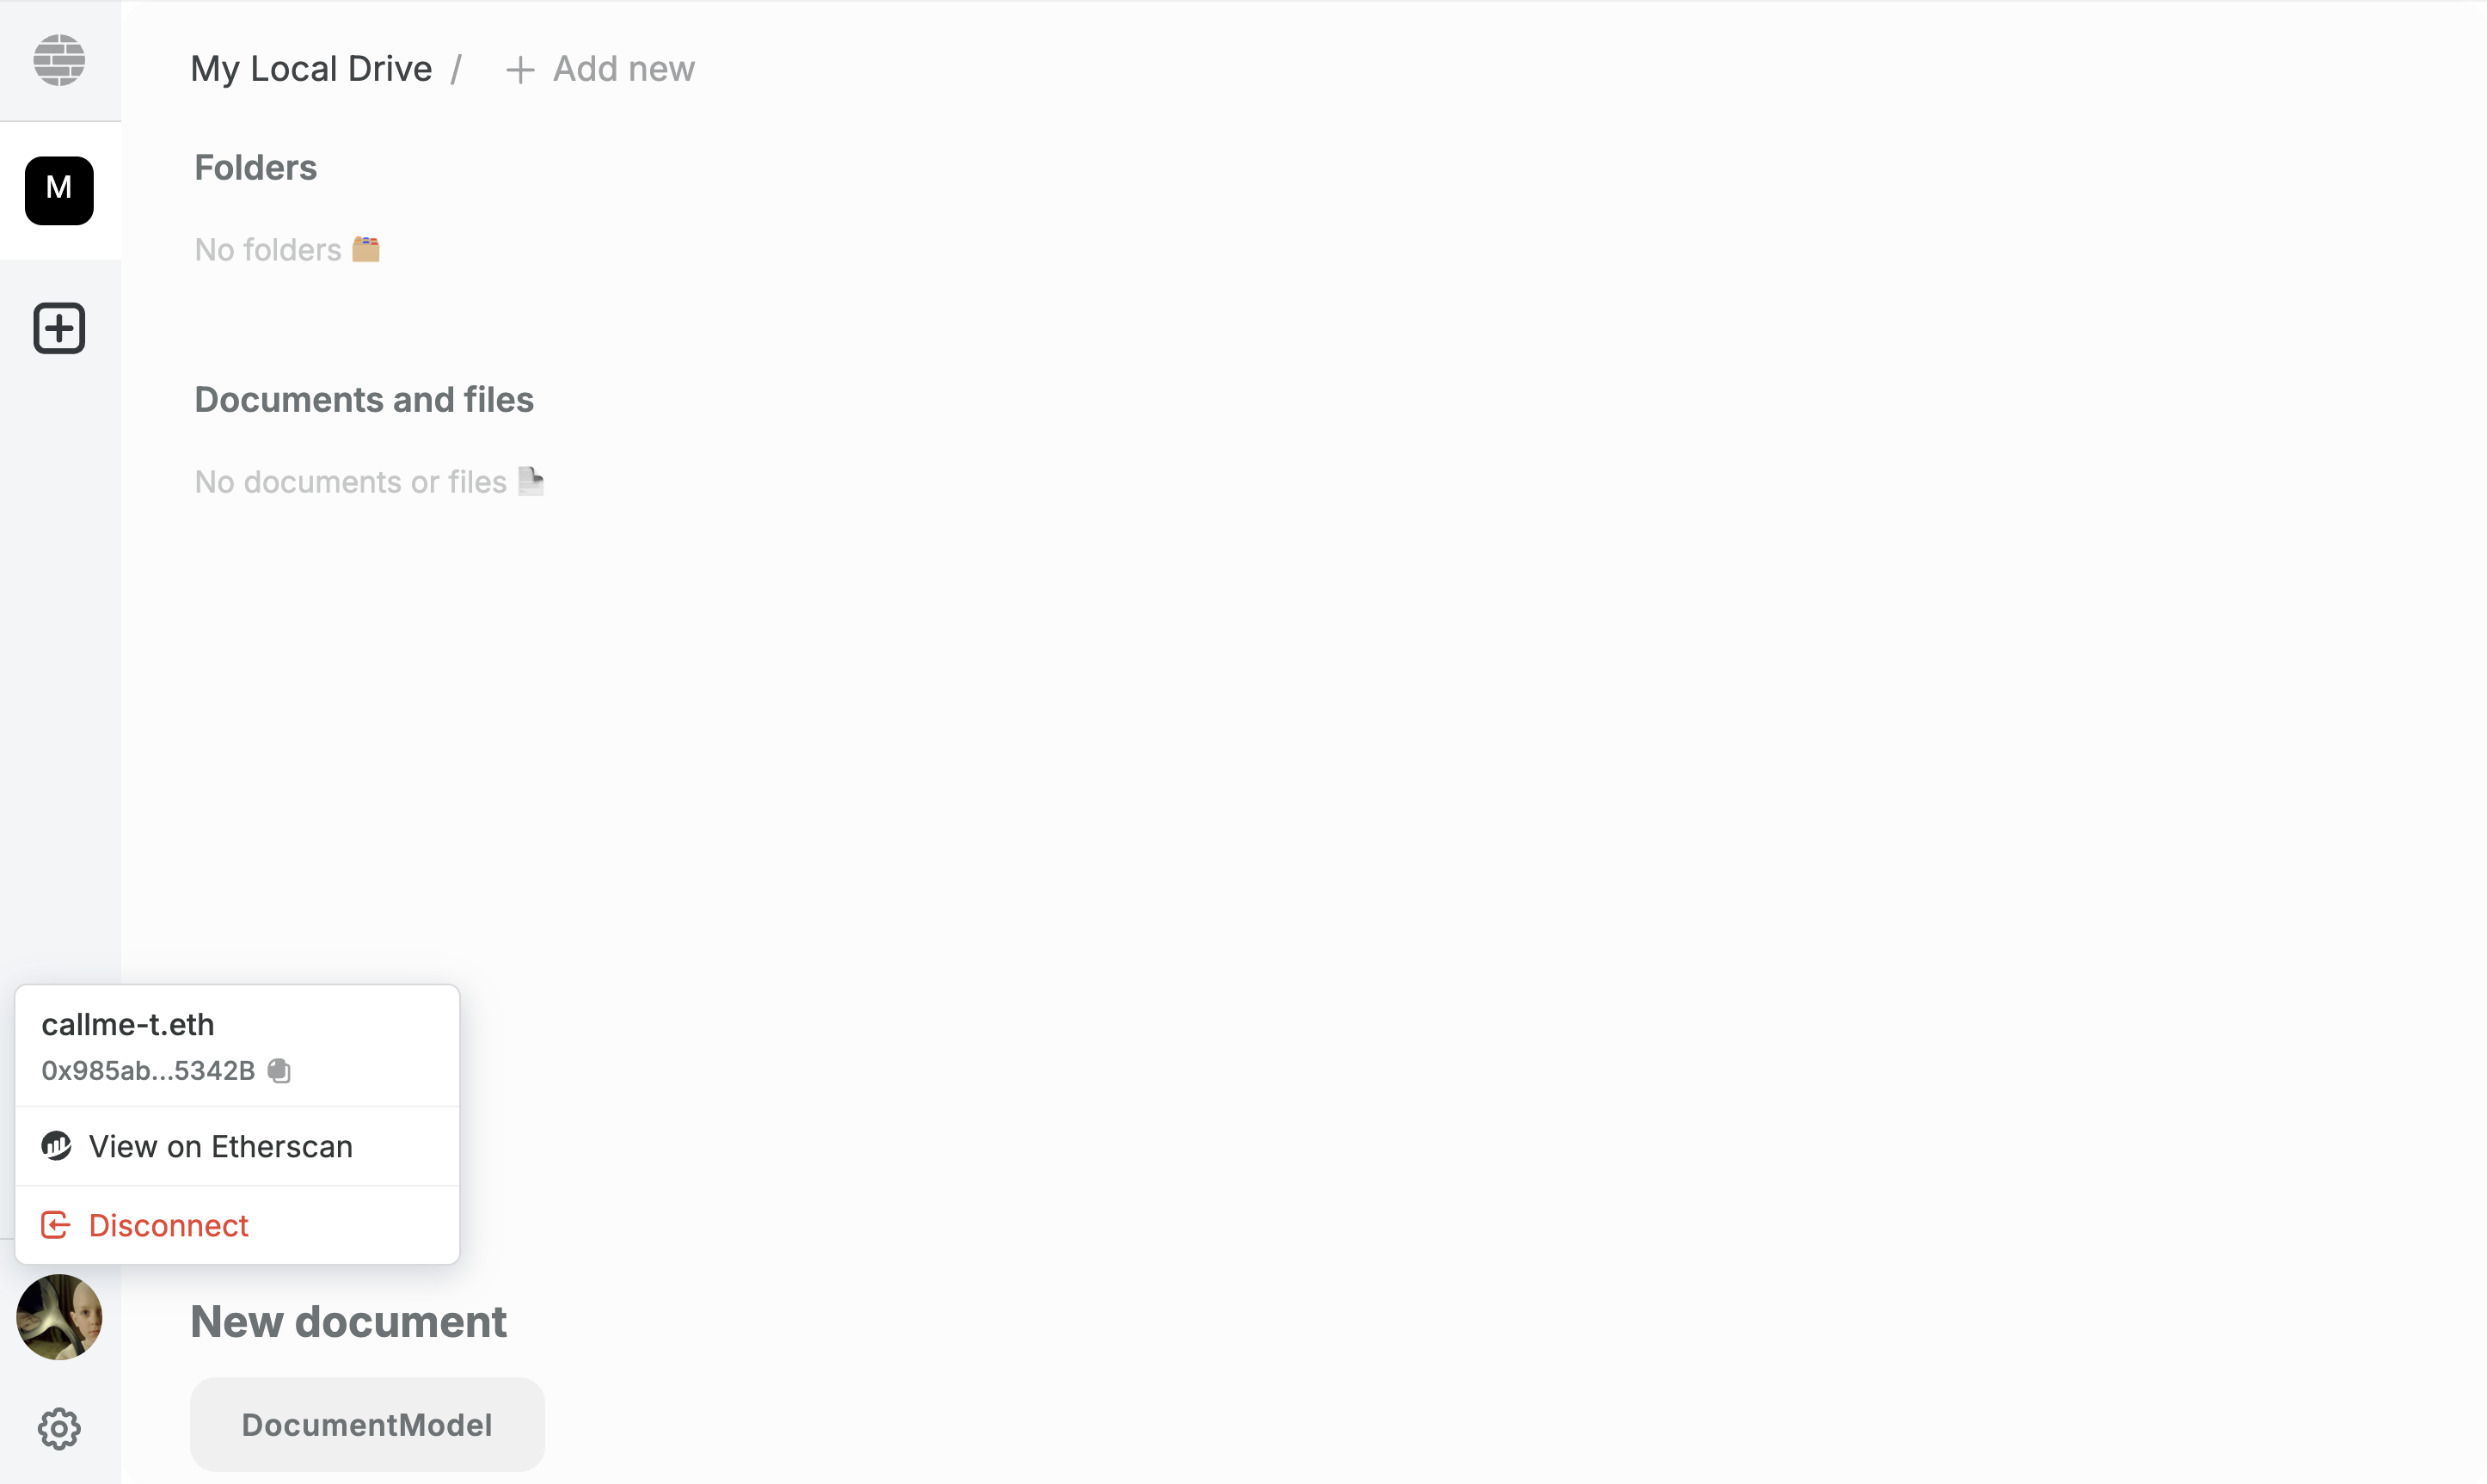 My Local Drive / + Add new
M
Folders
No folders
Documents and files
No documents or files
callme-t.eth
0x985ab...5342B
View on Etherscan
Disconnect
New document
DocumentModel